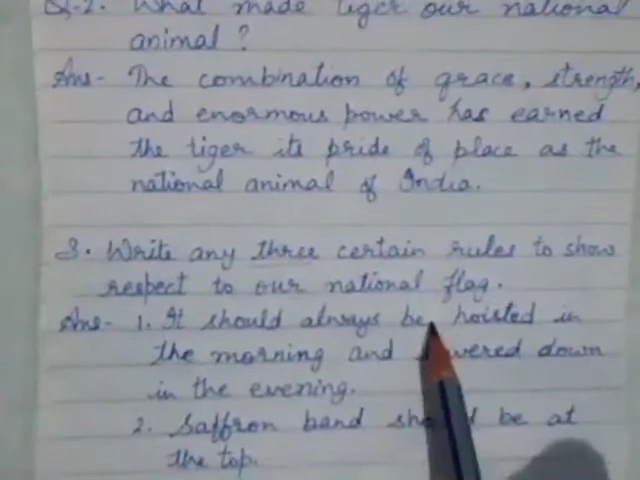 Q-2. What made tiger our national
animal?
Ans- The combination of grace, strength,
and enormous power has earned
the tiger its pride of place as the
national animal of India.
3. Write any three certain rules to show
respect to our national flag.
Ans- 1. It should always be hoisted in
the morning and lowered down
in the evening.
2. Saffron band should be at
the top.